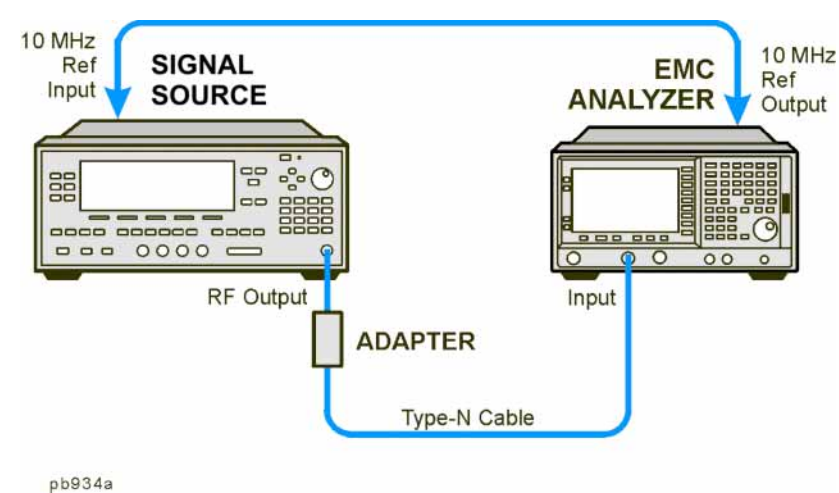 10 MHz
Ref
Input
SIGNAL
SOURCE
EMC
ANALYZER
10 MHz
Ref
Output
RF Output
Input
ADAPTER
Type-N Cable
pb934a